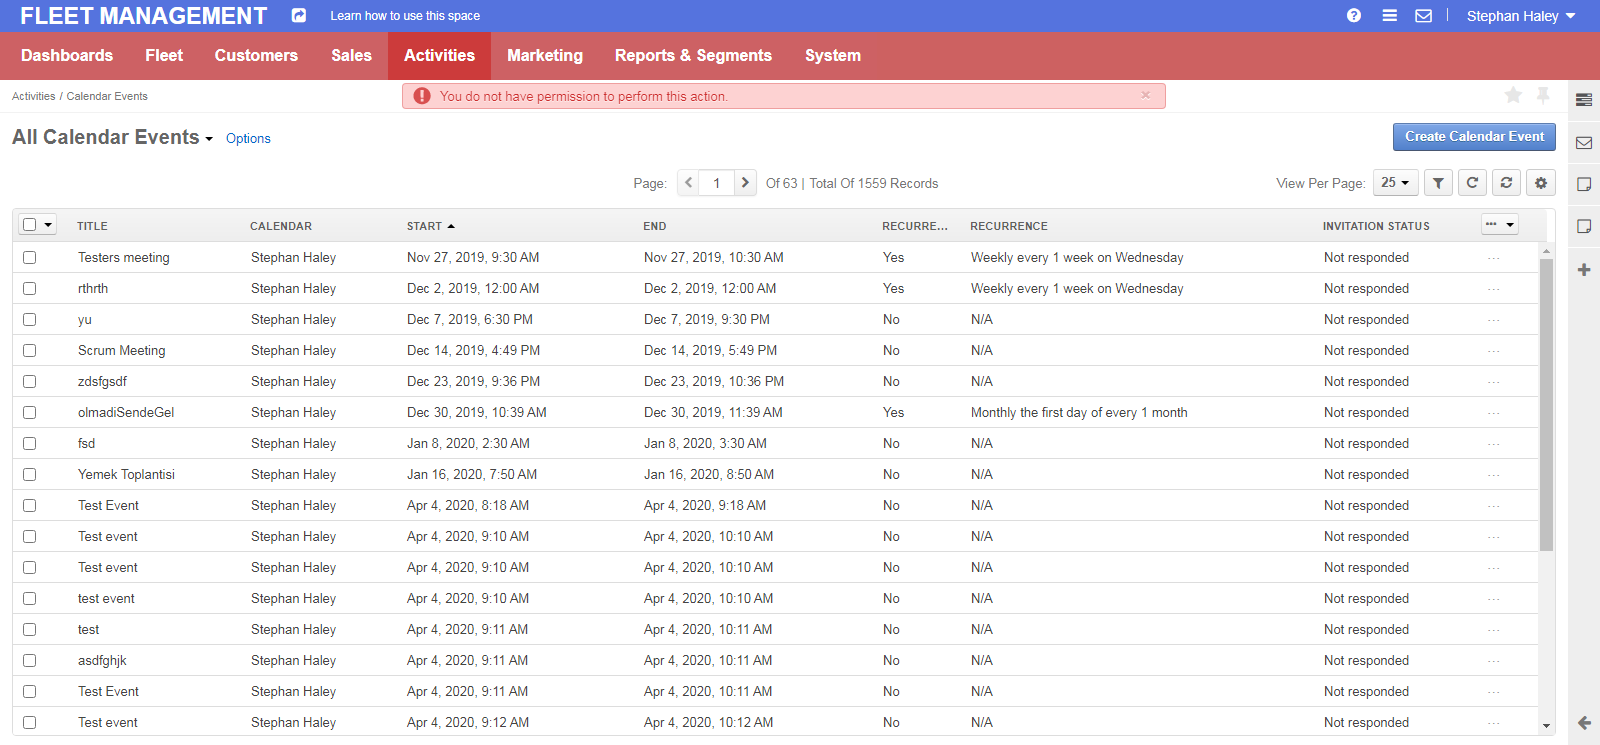 FLEET MANAGEMENT Learn how to use this space Stephan Haley
Dashboards Fleet Customers Sales Activities Marketing Reports & Segments System
Activities / Calendar Events
You do not have permission to perform this action.
All Calendar Events Options Create Calendar Event
Page: 1 Of 63 | Total Of 1559 Records View Per Page: 25
TITLE CALENDAR START END RECURRE... RECURRENCE INVITATION STATUS
Testers meeting Stephan Haley Nov 27, 2019, 9:30 AM Nov 27, 2019, 10:30 AM Yes Weekly every 1 week on Wednesday Not responded
rthrth Stephan Haley Dec 2, 2019, 12:00 AM Dec 2, 2019, 12:00 AM Yes Weekly every 1 week on Wednesday Not responded
yu Stephan Haley Dec 7, 2019, 6:30 PM Dec 7, 2019, 9:30 PM No N/A Not responded
Scrum Meeting Stephan Haley Dec 14, 2019, 4:49 PM Dec 14, 2019, 5:49 PM No N/A Not responded
zdsfgsdf Stephan Haley Dec 23, 2019, 9:36 PM Dec 23, 2019, 10:36 PM No N/A Not responded
olmadiSendeGel Stephan Haley Dec 30, 2019, 10:39 AM Dec 30, 2019, 11:39 AM Yes Monthly the first day of every 1 month Not responded
fsd Stephan Haley Jan 8, 2020, 2:30 AM Jan 8, 2020, 3:30 AM No N/A Not responded
Yemek Toplantisi Stephan Haley Jan 16, 2020, 7:50 AM Jan 16, 2020, 8:50 AM No N/A Not responded
Test Event Stephan Haley Apr 4, 2020, 8:18 AM Apr 4, 2020, 9:18 AM No N/A Not responded
Test event Stephan Haley Apr 4, 2020, 9:10 AM Apr 4, 2020, 10:10 AM No N/A Not responded
Test event Stephan Haley Apr 4, 2020, 9:10 AM Apr 4, 2020, 10:10 AM No N/A Not responded
test event Stephan Haley Apr 4, 2020, 9:10 AM Apr 4, 2020, 10:10 AM No N/A Not responded
test Stephan Haley Apr 4, 2020, 9:11 AM Apr 4, 2020, 10:11 AM No N/A Not responded
asdfghjk Stephan Haley Apr 4, 2020, 9:11 AM Apr 4, 2020, 10:11 AM No N/A Not responded
Test Event Stephan Haley Apr 4, 2020, 9:11 AM Apr 4, 2020, 10:11 AM No N/A Not responded
Test event Stephan Haley Apr 4, 2020, 9:12 AM Apr 4, 2020, 10:12 AM No N/A Not responded